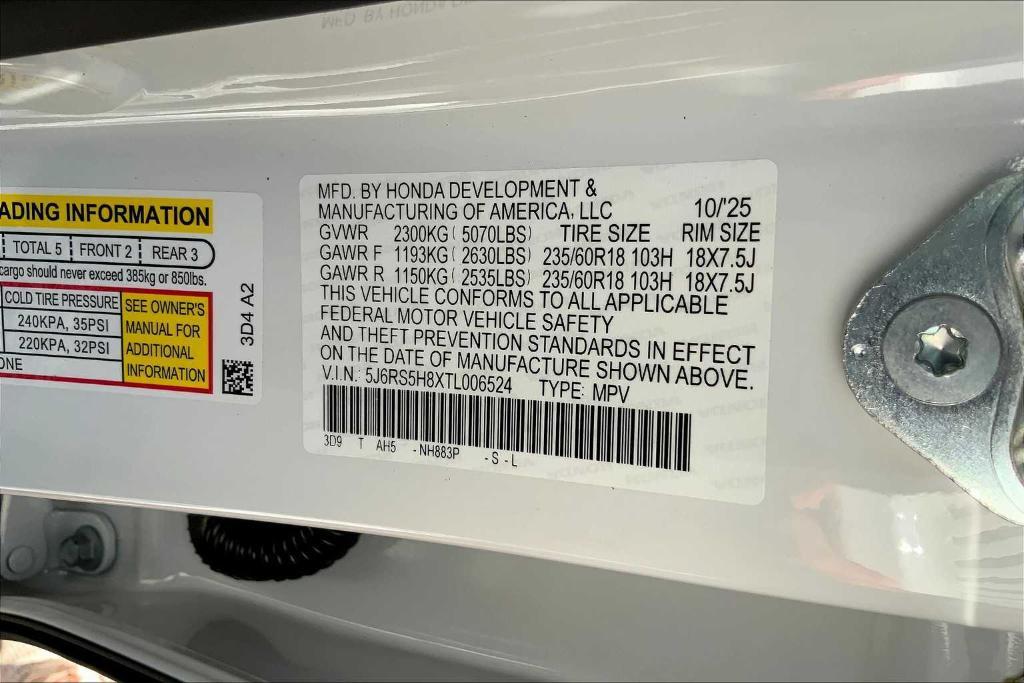 ADING INFORMATION
TOTAL 5 FRONT 2 REAR 3
cargo should never exceed 385kg or 850lbs.
COLD TIRE PRESSURE
240KPA, 35PSI
220KPA, 32PSI
ONE
SEE OWNER'S
MANUAL FOR
ADDITIONAL
INFORMATION
3D4 A2
MFD. BY HONDA DEVELOPMENT &
MANUFACTURING OF AMERICA, LLC 10/'25
GVWR 2300KG ( 5070LBS) TIRE SIZE RIM SIZE
GAWR F 1193KG ( 2630LBS) 235/60R18 103H 18X7.5J
GAWR R 1150KG ( 2535LBS) 235/60R18 103H 18X7.5J
THIS VEHICLE CONFORMS TO ALL APPLICABLE
FEDERAL MOTOR VEHICLE SAFETY
AND THEFT PREVENTION STANDARDS IN EFFECT
ON THE DATE OF MANUFACTURE SHOWN ABOVE.
V.I.N.: 5J6RS5H8XTL006524 TYPE: MPV
3D9 T AH5 -NH883P -S-L